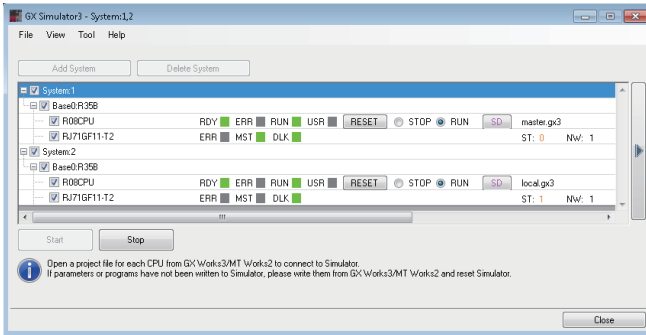 GX Simulator3 - System:1,2
File View Tool Help
Add System Delete System
System:1
Base0:R35B
R08CPU RDY ERR RUN USR RESET STOP RUN SD master.gx3
RJ71GF11-T2 ERR MST DLK ST: 0 NW: 1
System:2
Base0:R35B
R08CPU RDY ERR RUN USR RESET STOP RUN SD local.gx3
RJ71GF11-T2 ERR MST DLK ST: 1 NW: 1
Start Stop
Open a project file for each CPU from GX Works3/MT Works2 to connect to Simulator.
If parameters or programs have not been written to Simulator, please write them from GX Works3/MT Works2 and reset Simulator.
Close